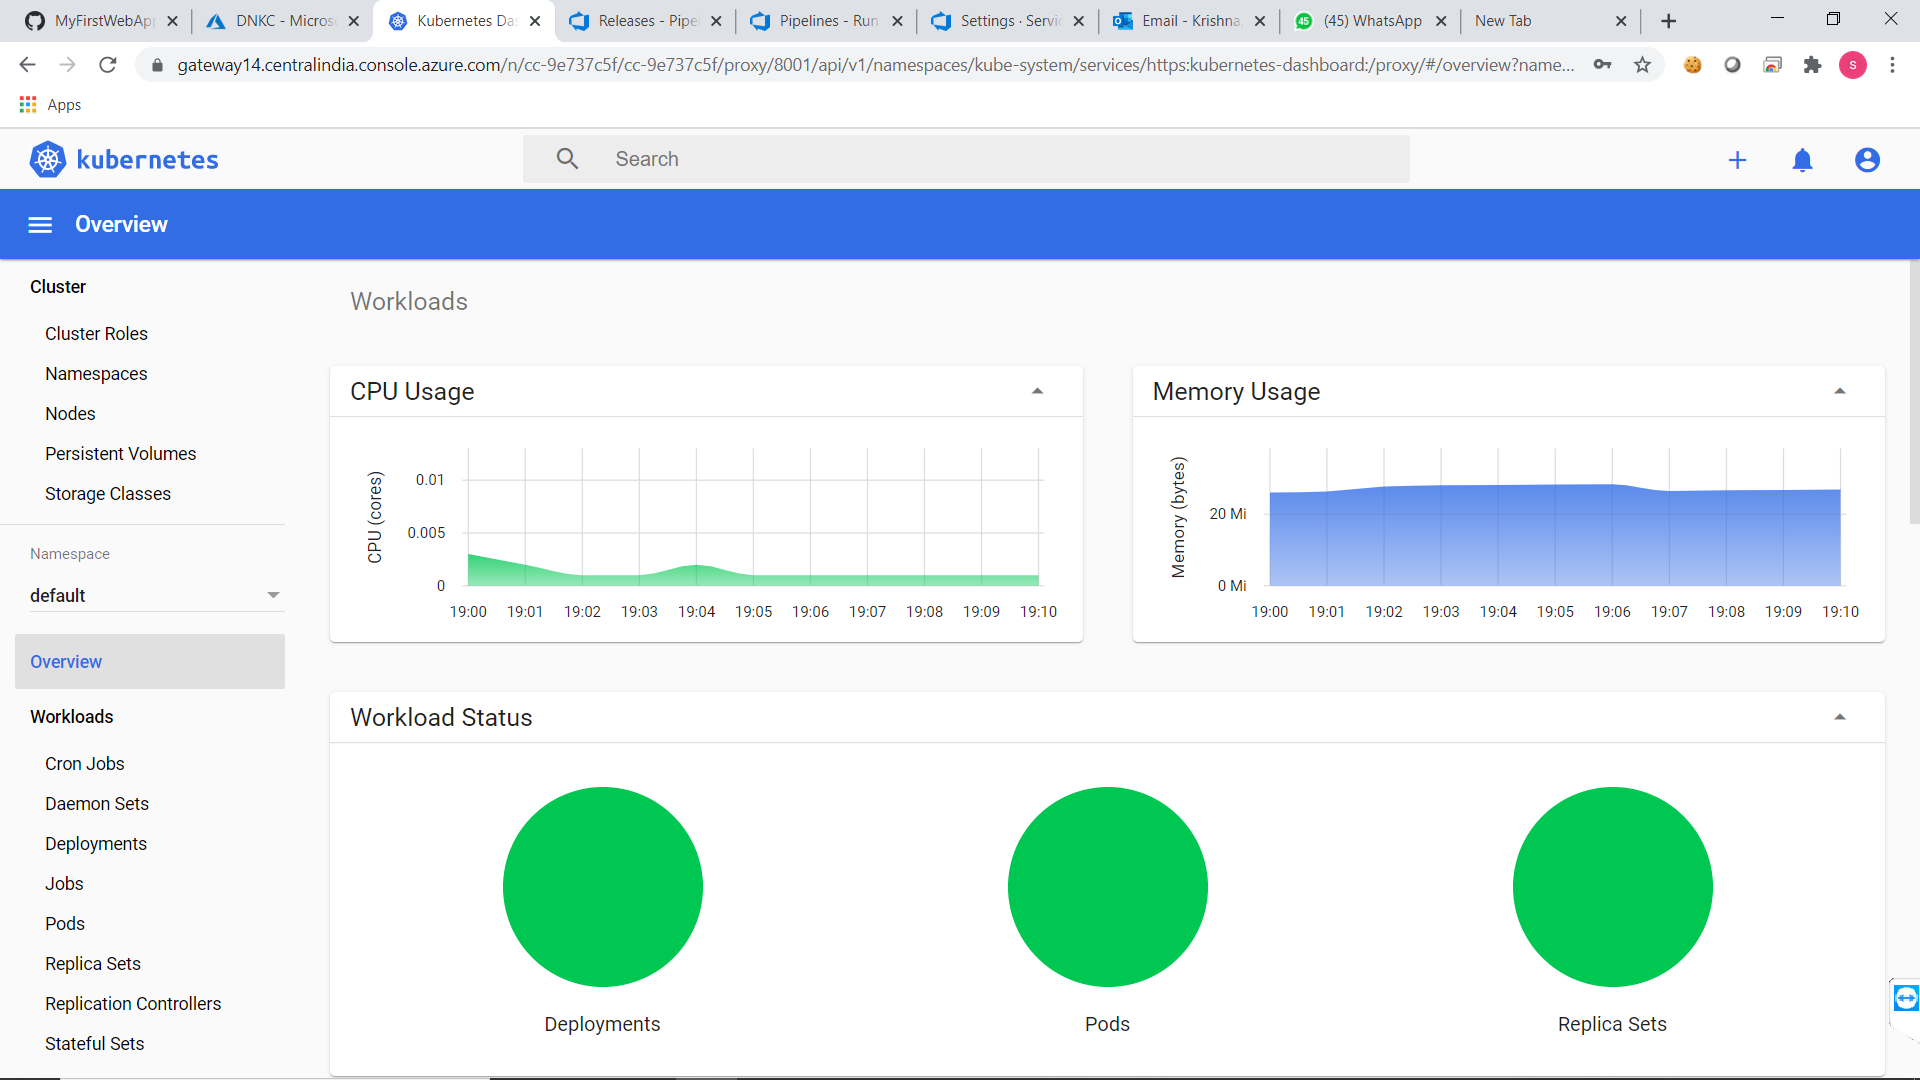 MyFirstWebApp
DNKC - Microso
Kubernetes Das
Releases - Pipel
Pipelines - Run
Settings · Servic
Email - Krishna,
45
(45) WhatsApp
New Tab
gateway14.centralindia.console.azure.com/n/cc-9e737c5f/cc-9e737c5f/proxy/8001/api/v1/namespaces/kube-system/services/https:kubernetes-dashboard:/proxy/#/overview?name...
s
Apps
kubernetes
Search
Overview
Cluster
Cluster Roles
Namespaces
Nodes
Persistent Volumes
Storage Classes
Namespace
default
Overview
Workloads
Cron Jobs
Daemon Sets
Deployments
Jobs
Pods
Replica Sets
Replication Controllers
Stateful Sets
Workloads
CPU Usage
CPU (cores)
0.01
0.005
0
19:00 19:01 19:02 19:03 19:04 19:05 19:06 19:07 19:08 19:09 19:10
Memory Usage
Memory (bytes)
20 Mi
0 Mi
19:00 19:01 19:02 19:03 19:04 19:05 19:06 19:07 19:08 19:09 19:10
Workload Status
Deployments
Pods
Replica Sets